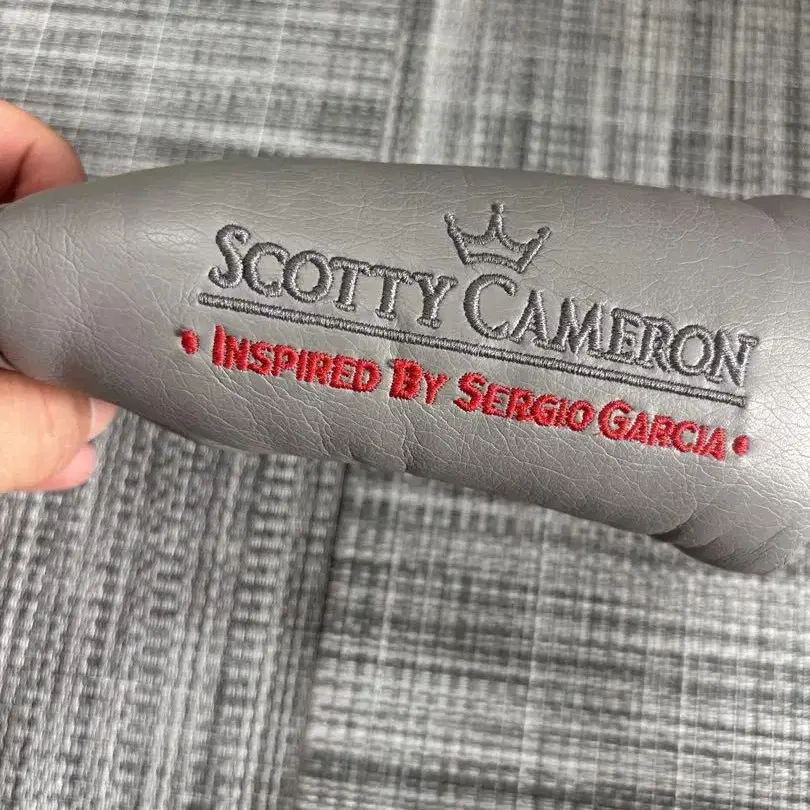 SCOTTY CAMERON
• INSPIRED BY SERGIO GARCIA •